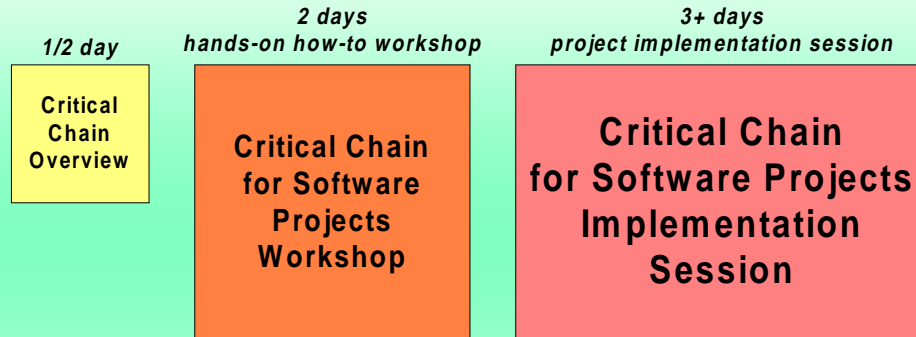 1/2 day
Critical
Chain
Overview
2 days
hands-on how-to workshop
Critical Chain
for Software
Projects
Workshop
3+ days
project implementation session
Critical Chain
for Software Projects
Implementation
Session